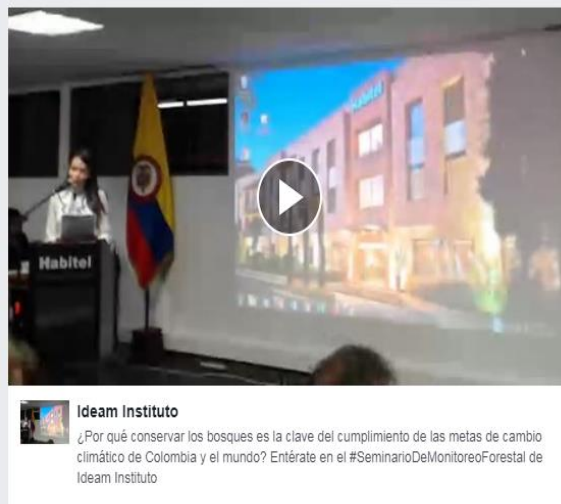 Habitel
Habitel
Ideam Instituto
¿Por qué conservar los bosques es la clave del cumplimiento de las metas de cambio
climático de Colombia y el mundo? Entérate en el #SeminarioDeMonitoreoForestal de
Ideam Instituto